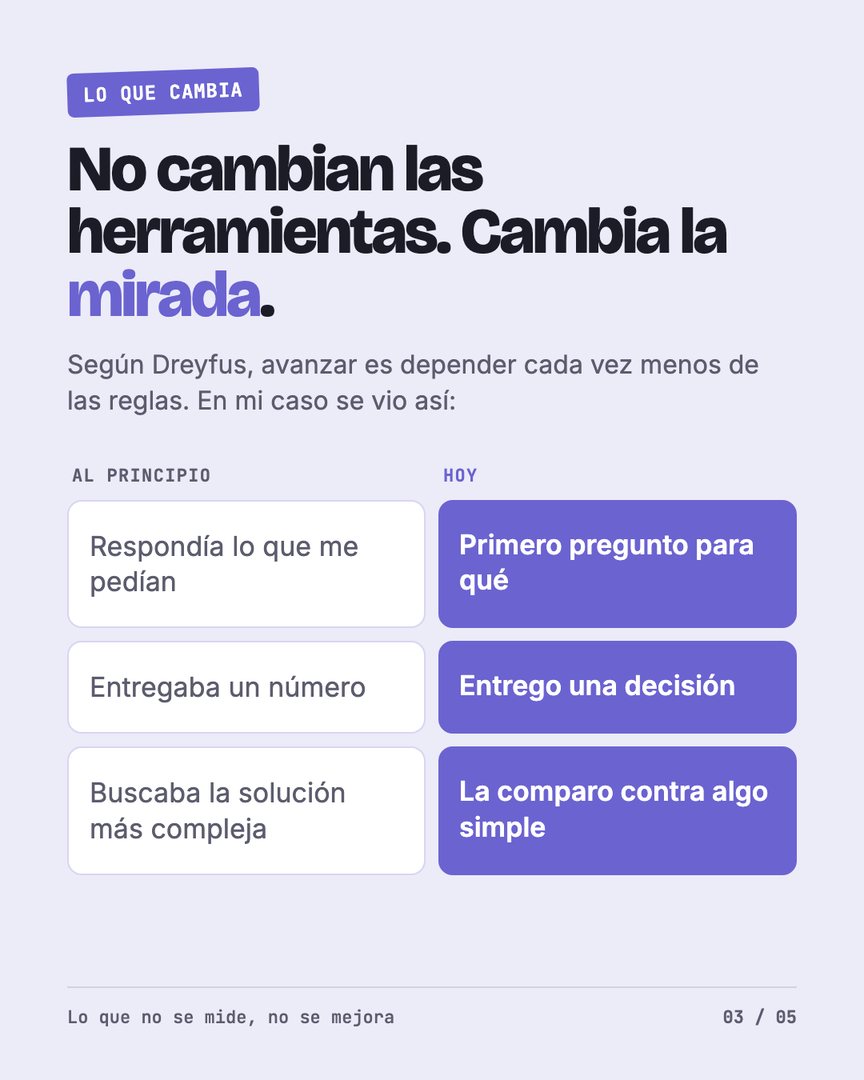 LO QUE CAMBIA
No cambian las
herramientas. Cambia la
mirada.
Según Dreyfus, avanzar es depender cada vez menos de
las reglas. En mi caso se vio así:
AL PRINCIPIO
HOY
Respondía lo que me
pedían
Primero pregunto para
qué
Entregaba un número
Entrego una decisión
Buscaba la solución
más compleja
La comparo contra algo
simple
Lo que no se mide, no se mejora
03 / 05